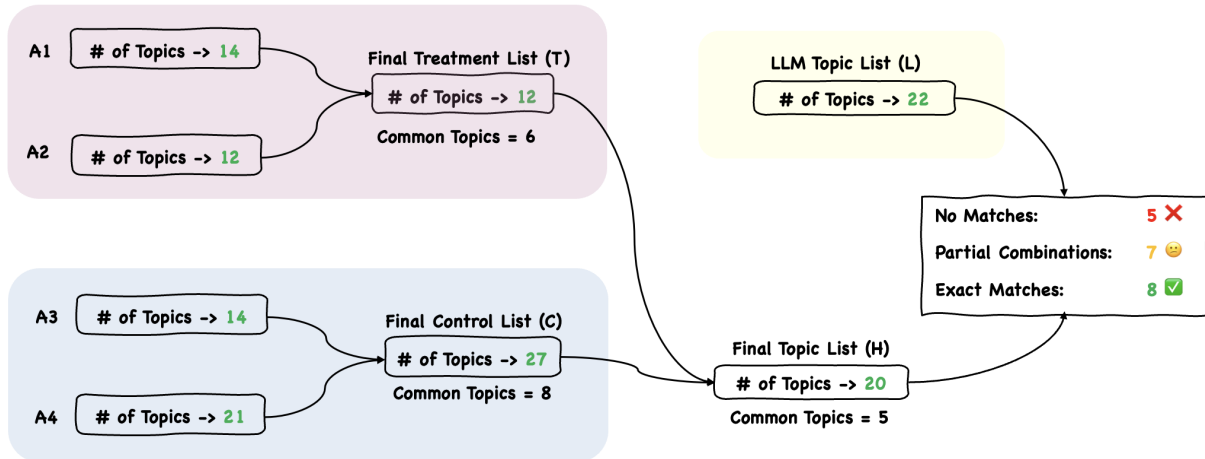 A1
# of Topics -> 14
A2
# of Topics -> 12
Final Treatment List (T)
# of Topics -> 12
Common Topics = 6
LLM Topic List (L)
# of Topics -> 22
No Matches: 5 ❌
Partial Combinations: 7 😕
Exact Matches: 8 ✅
A3
# of Topics -> 14
A4
# of Topics -> 21
Final Control List (C)
# of Topics -> 27
Common Topics = 8
Final Topic List (H)
# of Topics -> 20
Common Topics = 5